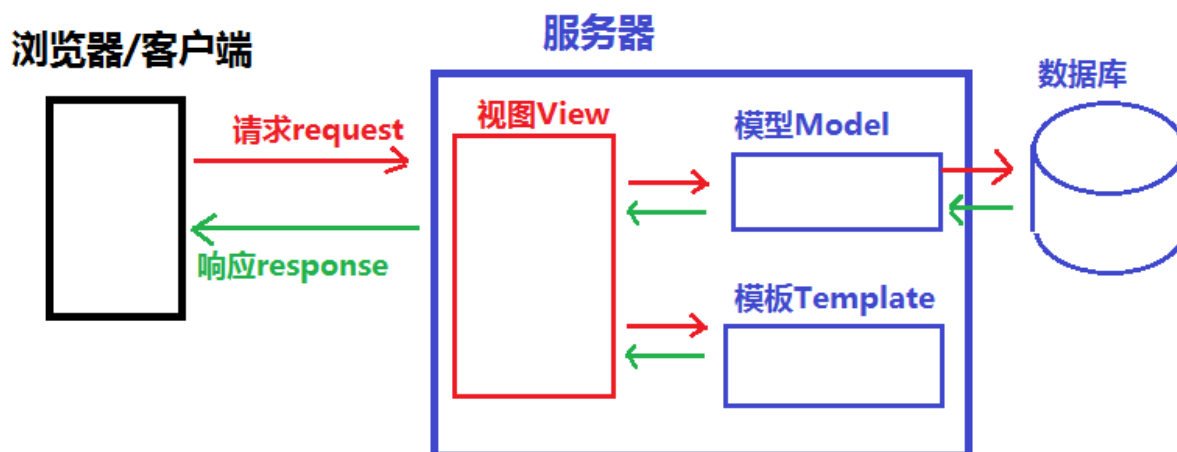 浏览器/客户端
服务器
数据库
请求request
视图View
模型Model
响应response
模板Template